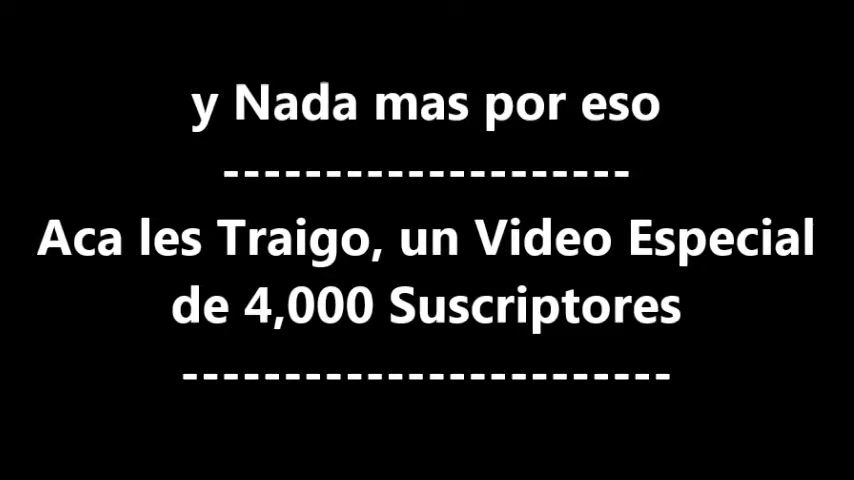 y Nada mas por eso
--------------------
Aca les Traigo, un Video Especial
de 4,000 Suscriptores
------------------------